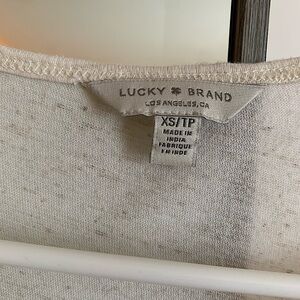 LUCKY BRAND
LOS ANGELES, CA
XS/TP
MADE IN
INDIA
FABRIQUE
EN INDE